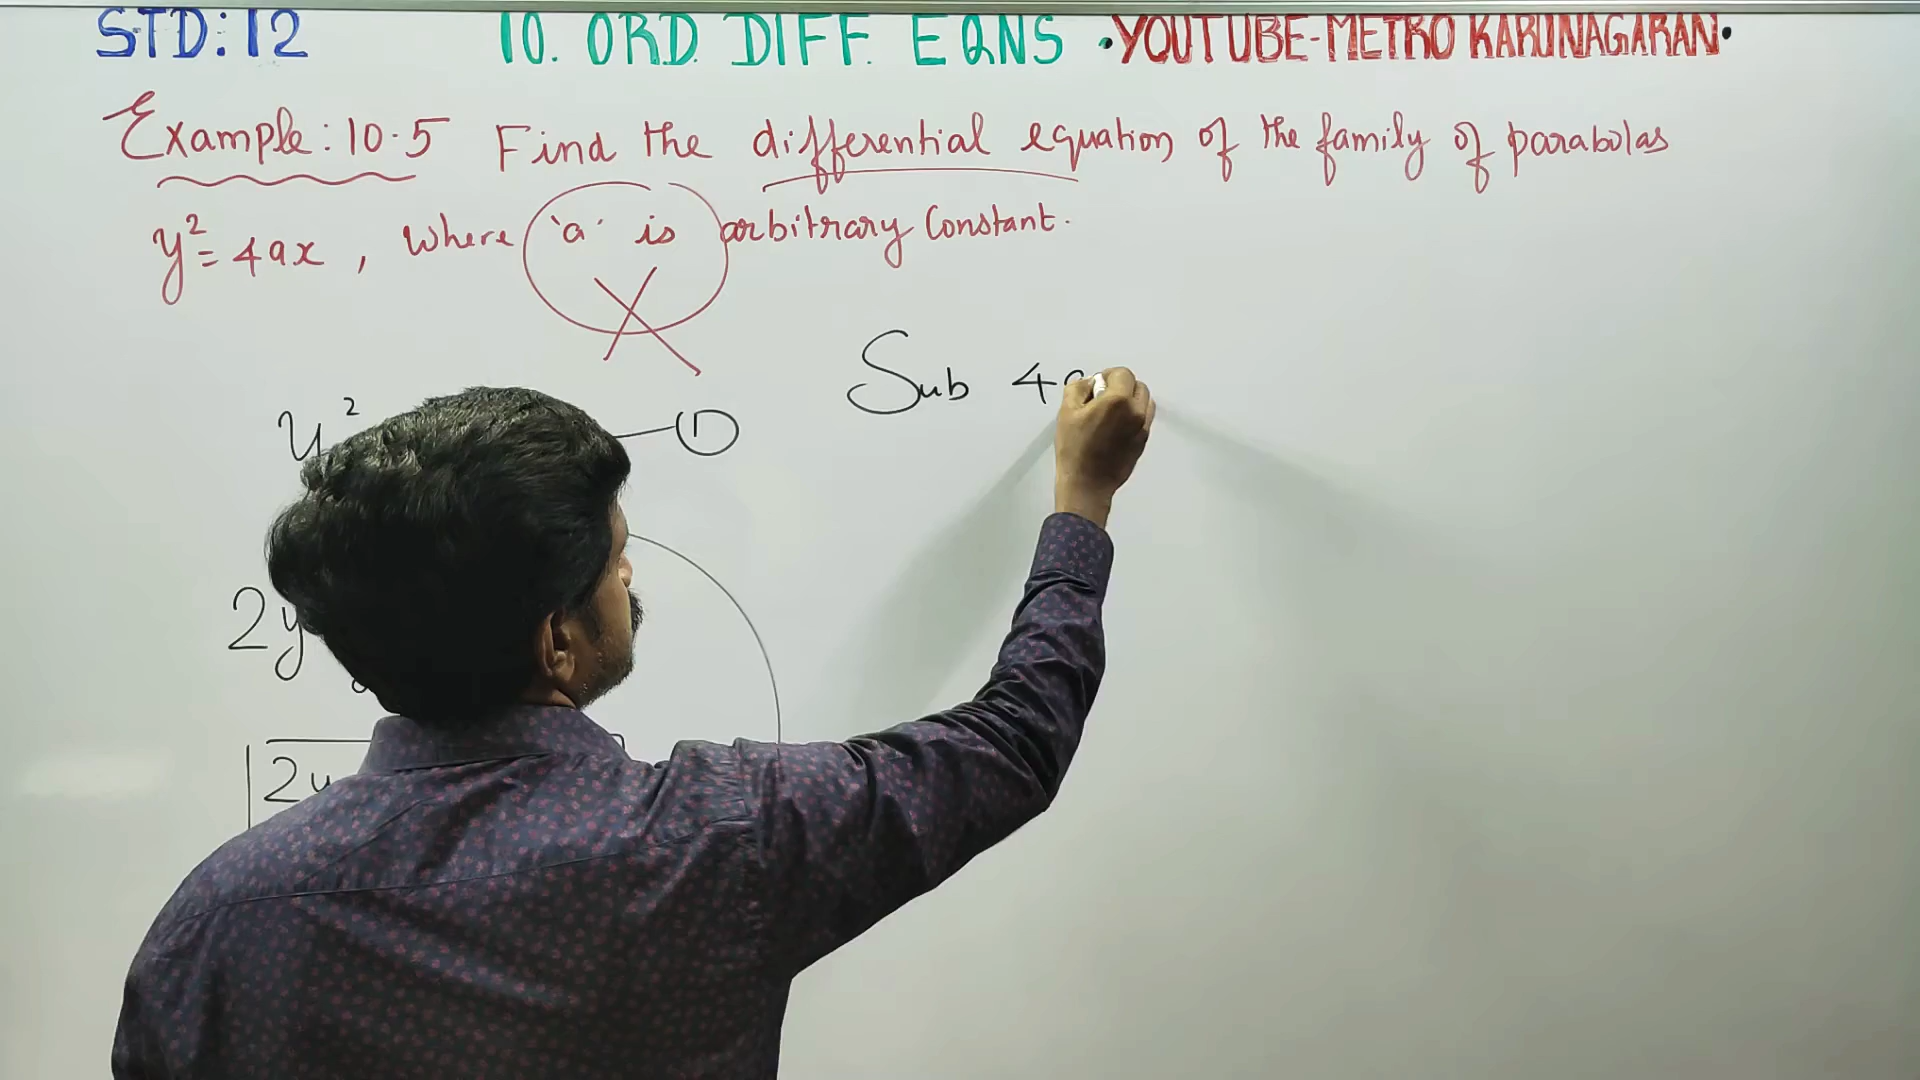 STD:12 10. ORD. DIFF. EQNS •YOUTUBE-METRO KARUNAGARAN•
Example: 10.5 Find the differential equation of the family of parabolas
y²=4ax, where 'a' is arbitrary Constant.
y² ①
Sub 4a
2y
2y